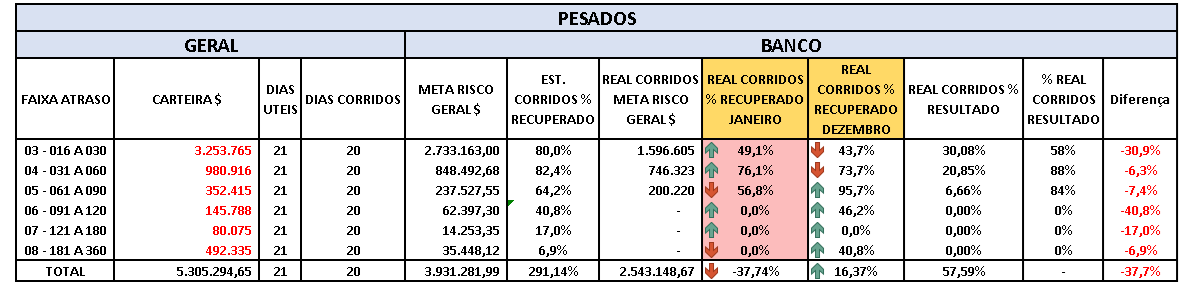 PESADOS
GERAL BANCO
FAIXA ATRASO CARTEIRA $ DIAS UTEIS DIAS CORRIDOS META RISCO GERAL $ EST. CORRIDOS % RECUPERADO REAL CORRIDOS META RISCO GERAL $ REAL CORRIDOS % RECUPERADO JANEIRO REAL CORRIDOS % RECUPERADO DEZEMBRO REAL CORRIDOS % RESULTADO % REAL CORRIDOS RESULTADO Diferença
03 - 016 A 030 3.253.765 21 20 2.733.163,00 80,0% 1.596.605 49,1% 43,7% 30,08% 58% -30,9%
04 - 031 A 060 980.916 21 20 848.492,68 82,4% 746.323 76,1% 73,7% 20,85% 88% -6,3%
05 - 061 A 090 352.415 21 20 237.527,55 64,2% 200.220 56,8% 95,7% 6,66% 84% -7,4%
06 - 091 A 120 145.788 21 20 62.397,30 40,8% - 0,0% 46,2% 0,00% 0% -40,8%
07 - 121 A 180 80.075 21 20 14.253,35 17,0% - 0,0% 0,0% 0,00% 0% -17,0%
08 - 181 A 360 492.335 21 20 35.448,12 6,9% - 0,0% 40,8% 0,00% 0% -6,9%
TOTAL 5.305.294,65 21 20 3.931.281,99 291,14% 2.543.148,67 -37,74% 16,37% 57,59% - -37,7%